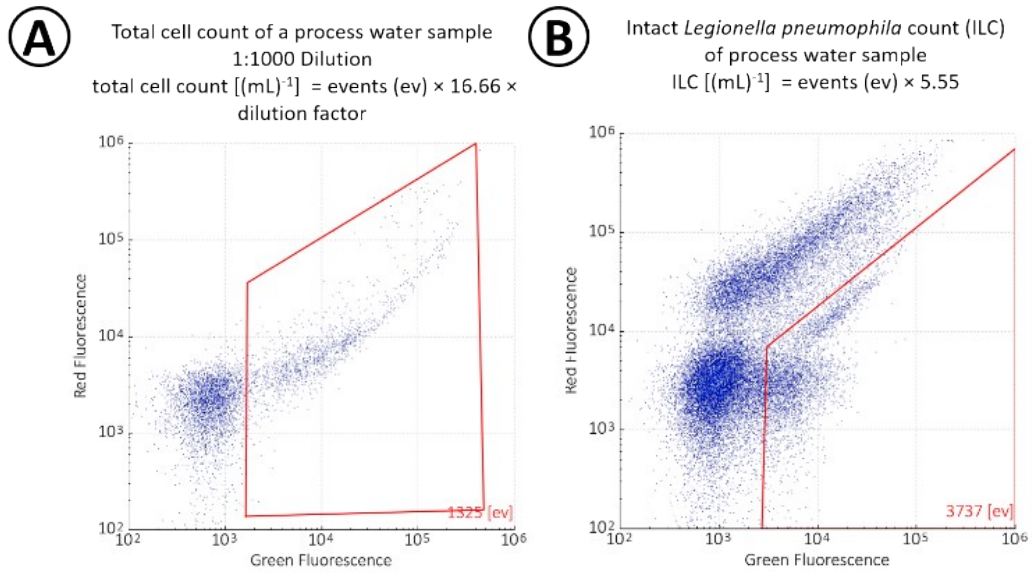 A
Total cell count of a process water sample
1:1000 Dilution
total cell count [(mL)⁻¹] = events (ev) × 16.66 ×
dilution factor
10⁶
10⁵
10⁴
10³
10²
Red Fluorescence
1325 [ev]
10² 10³ 10⁴ 10⁵ 10⁶
Green Fluorescence
B
Intact Legionella pneumophila count (ILC)
of process water sample
ILC [(mL)⁻¹] = events (ev) × 5.55
10⁶
10⁵
10⁴
10³
10²
Red Fluorescence
3737 [ev]
10² 10³ 10⁴ 10⁵ 10⁶
Green Fluorescence